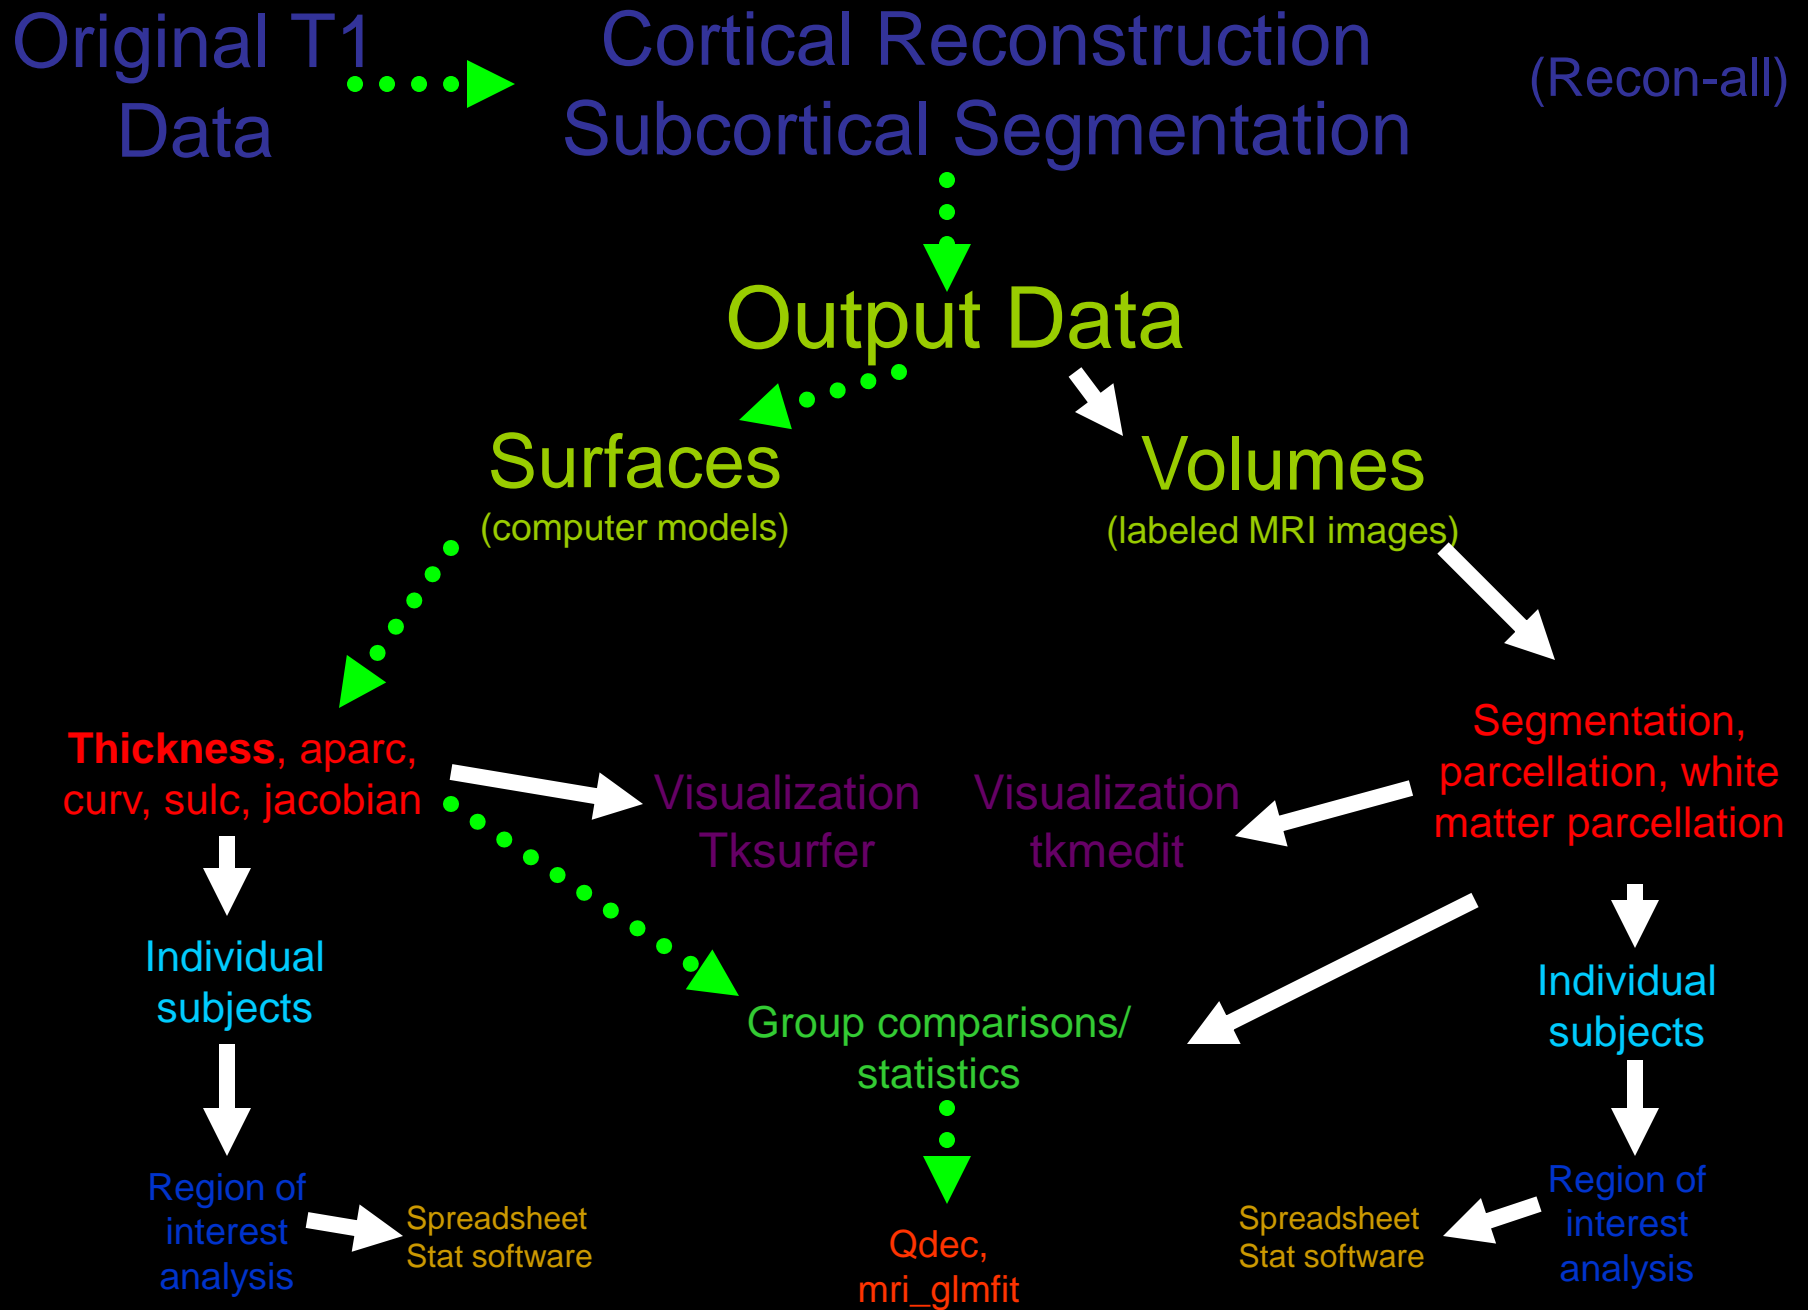 Original T1
Data
Cortical Reconstruction
Subcortical Segmentation
(Recon-all)
Output Data
Surfaces
(computer models)
Volumes
(labeled MRI images)
Thickness, aparc,
curv, sulc, jacobian
Visualization
Tksurfer
Visualization
tkmedit
Segmentation,
parcellation, white
matter parcellation
Individual
subjects
Group comparisons/
statistics
Individual
subjects
Region of
interest
analysis
Spreadsheet
Stat software
Qdec,
mri_glmfit
Spreadsheet
Stat software
Region of
interest
analysis